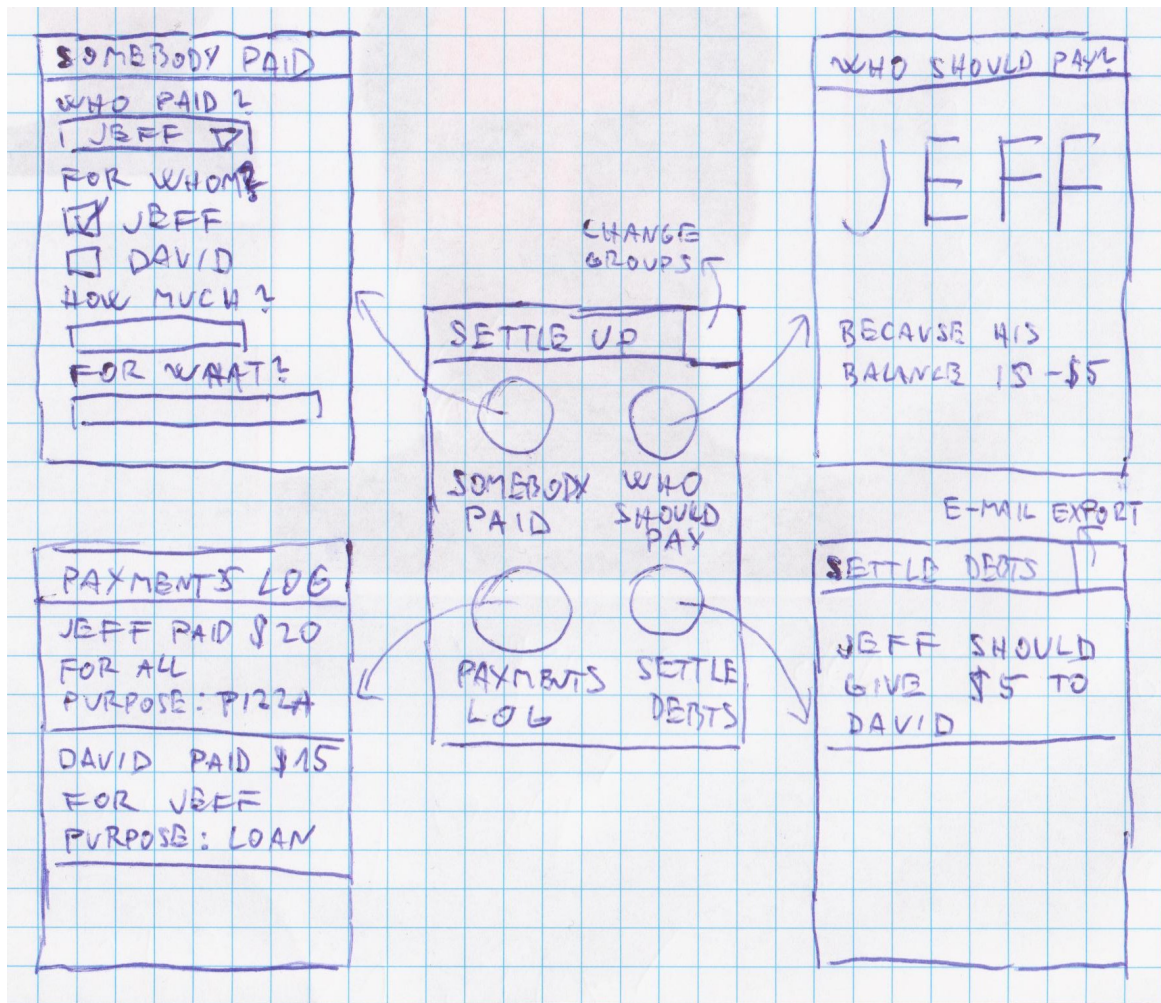 SOMEBODY PAID
WHO PAID?
JEFF
FOR WHOM?
JEFF
DAVID
HOW MUCH?
FOR WHAT?
WHO SHOULD PAY?
JEFF
BECAUSE HIS
BALANCE IS -$5
CHANGE
GROUPS
SETTLE UP
SOMEBODY
PAID
WHO
SHOULD
PAY
PAYMENTS
LOG
SETTLE
DEBTS
PAYMENTS LOG
JEFF PAID $20
FOR ALL
PURPOSE: PIZZA
DAVID PAID $15
FOR JEFF
PURPOSE: LOAN
E-MAIL EXPORT
SETTLE DEBTS
JEFF SHOULD
GIVE $5 TO
DAVID